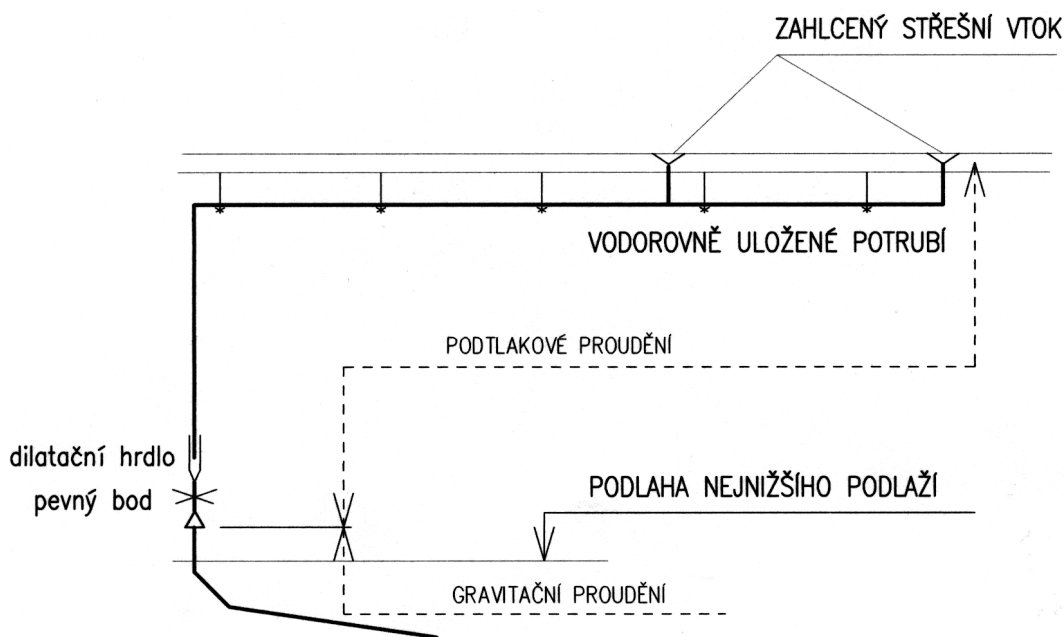 ZAHLCENÝ STŘEŠNÍ VTOK
VODOROVNĚ ULOŽENÉ POTRUBÍ
PODTLAKOVÉ PROUDĚNÍ
dilatační hrdlo
pevný bod
PODLAHA NEJNIŽŠÍHO PODLAŽÍ
GRAVITAČNÍ PROUDĚNÍ